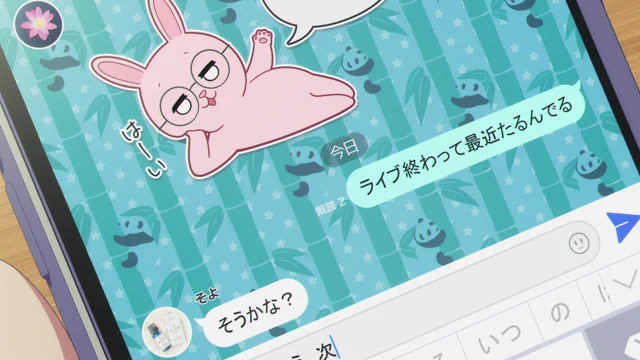 はーい
今日
ライブ終わって最近たるんでる
既読 2
そよ
そうかな？
次
いつ
の